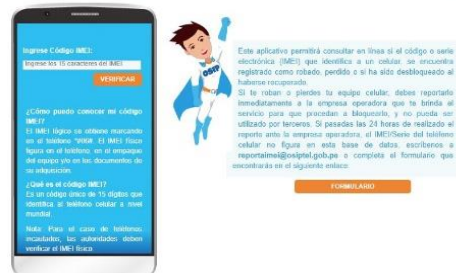 Ingrese Código IMEI:
Ingrese los 15 caracteres del IMEI
VERIFICAR
¿Cómo puedo conocer mi código
IMEI?
El IMEI lógico se obtiene marcando
en el teléfono El IMEI físico
figura en el teléfono, en el empaque
del equipo y/o en los documentos de
su adquisición.
¿Qué es el código IMEI?
Es un código único de 15 dígitos que
identifica al teléfono celular a nivel
mundial.
Nota: Para el caso de teléfonos
incautados, las autoridades deben
verificar el IMEI físico.
OSIP
Este aplicativo permitirá consultar en línea si el código o serie
electrónica (IMEI) que identifica a un celular, se encuentra
registrado como robado, perdido o si ha sido desbloqueado al
haberse recuperado.
Si te roban o pierdes tu equipo celular, debes reportarlo
inmediatamente a la empresa operadora que te brinda el
servicio para que procedan a bloquearlo, y no pueda ser
utilizado por terceros. Si pasadas las 24 horas de realizado el
reporte ante la empresa operadora, el IMEI/Serie del teléfono
celular no figura en esta base de datos, escríbenos a
reportaimei@osiptel.gob.pe o completa el formulario que
encontrarás en el siguiente enlace:
FORMULARIO